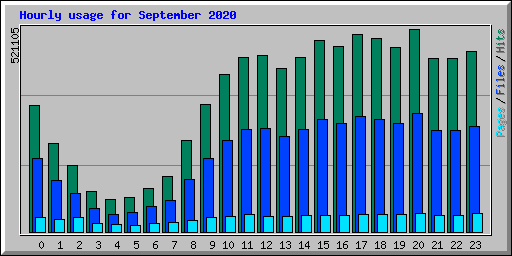 Hourly usage for September 2020
521105
Pages/Files/Hits
0 1 2 3 4 5 6 7 8 9 10 11 12 13 14 15 16 17 18 19 20 21 22 23